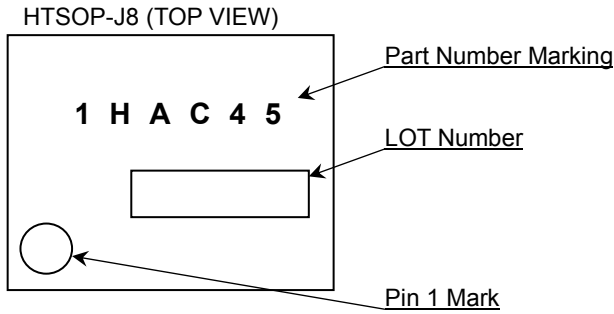 HTSOP-J8 (TOP VIEW)
Part Number Marking
1 H A C 4 5
LOT Number
Pin 1 Mark